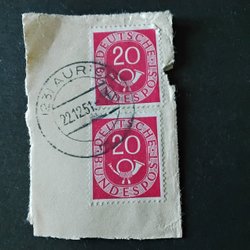 20
DEUTSCHE
BUNDESPOST
20
DEUTSCHE
BUNDESPOST
AUR
22.12.51